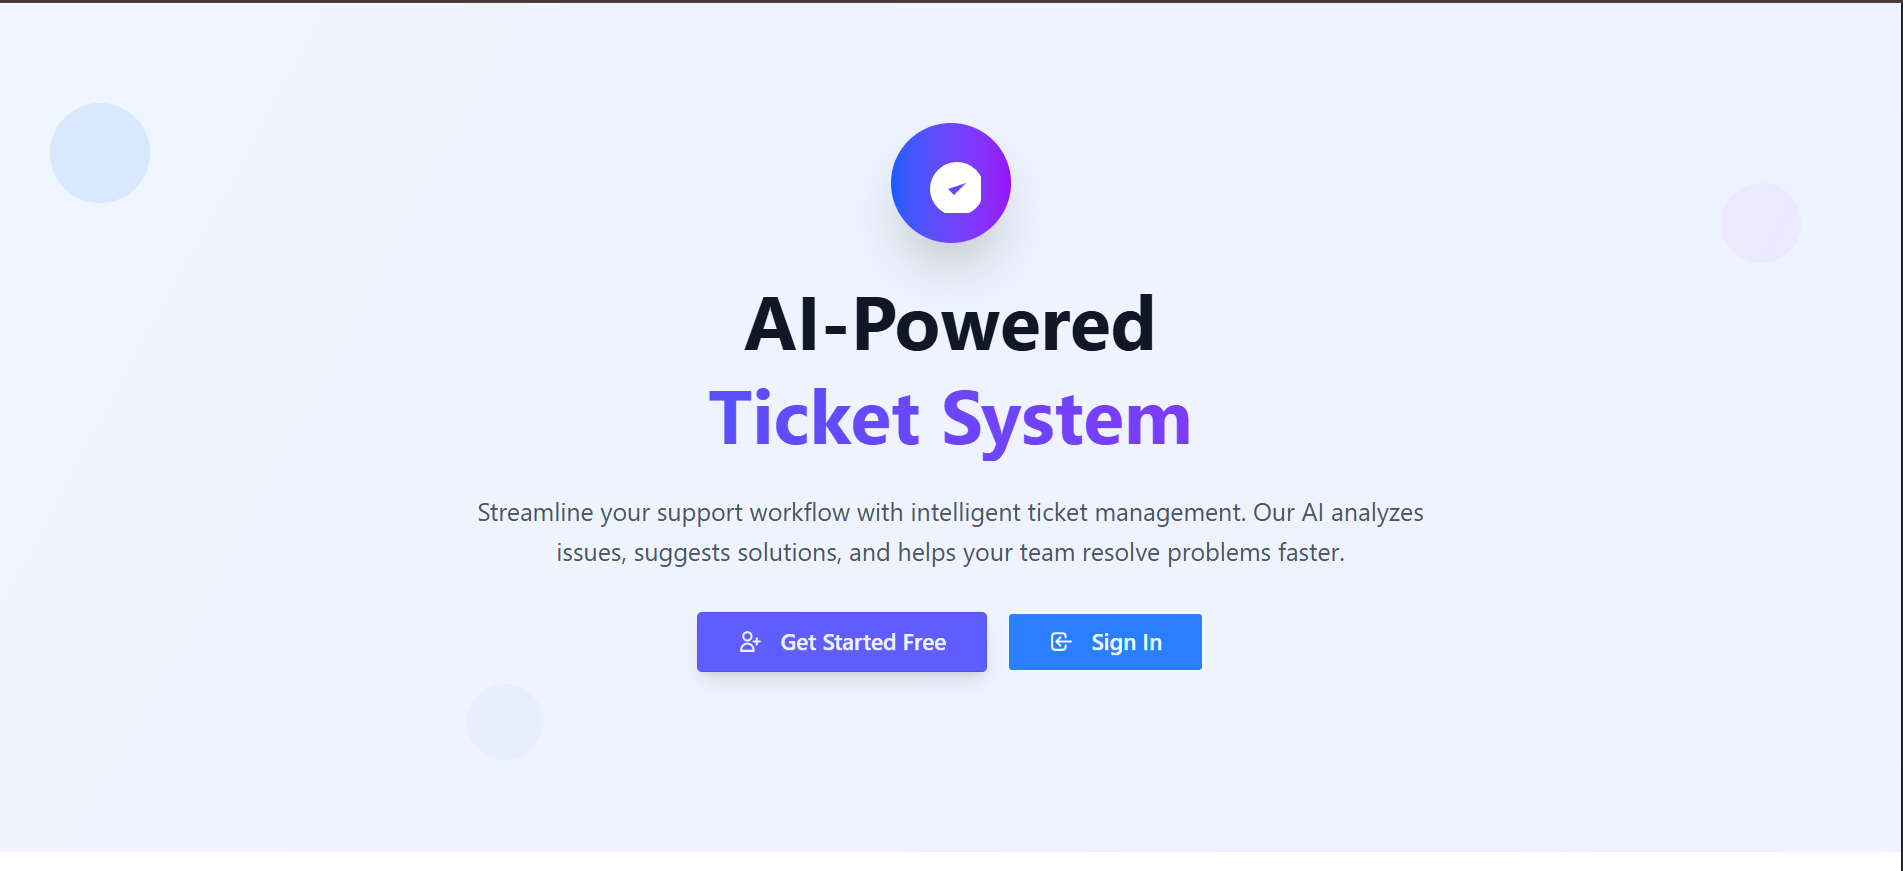 AI-Powered
Ticket System
Streamline your support workflow with intelligent ticket management. Our AI analyzes
issues, suggests solutions, and helps your team resolve problems faster.
Get Started Free
Sign In